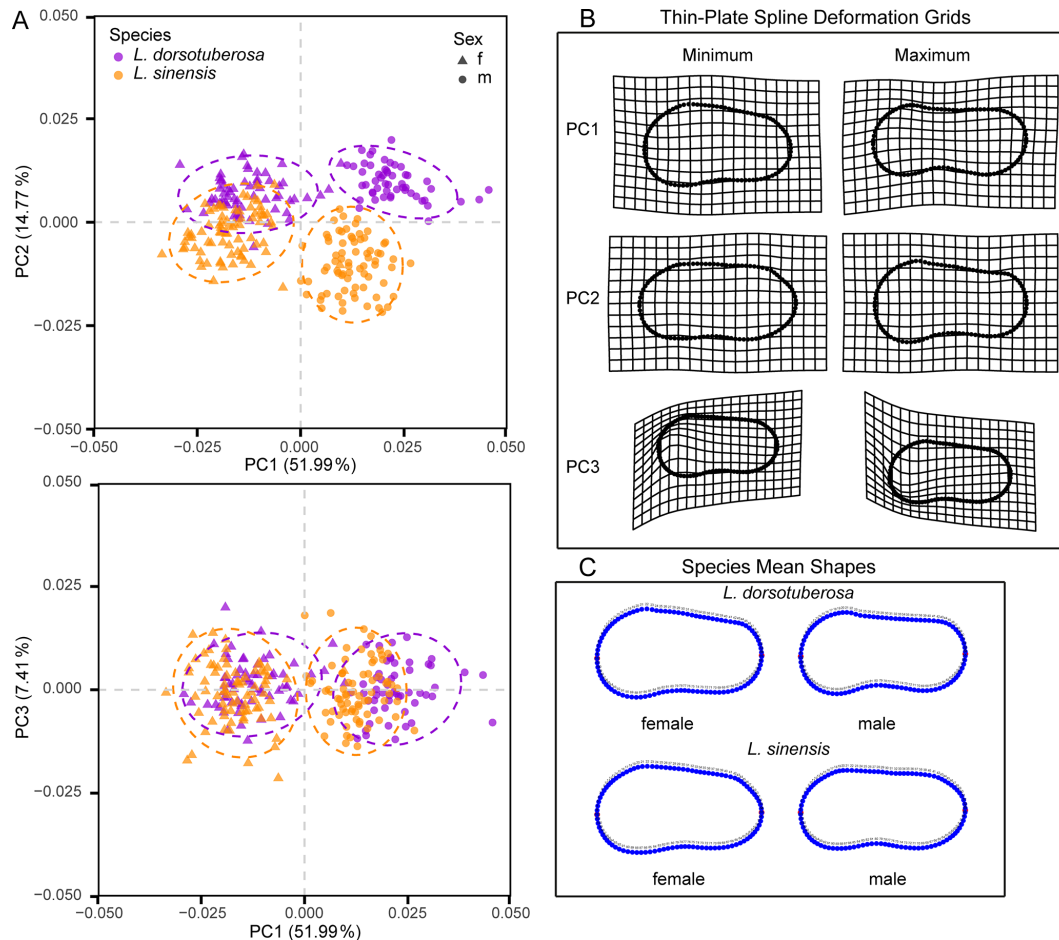 A
Species
L. dorsotuberosa
L. sinensis
Sex
f
m
0.050
0.025
0.000
−0.025
−0.050
PC2 (14.77 %)
−0.050
−0.025
0.000
0.025
0.050
PC1 (51.99 %)
0.050
0.025
0.000
−0.025
−0.050
PC3 (7.41 %)
−0.050
−0.025
0.000
0.025
0.050
PC1 (51.99 %)
B
Thin-Plate Spline Deformation Grids
Minimum
Maximum
PC1
PC2
PC3
C
Species Mean Shapes
L. dorsotuberosa
female
male
L. sinensis
female
male